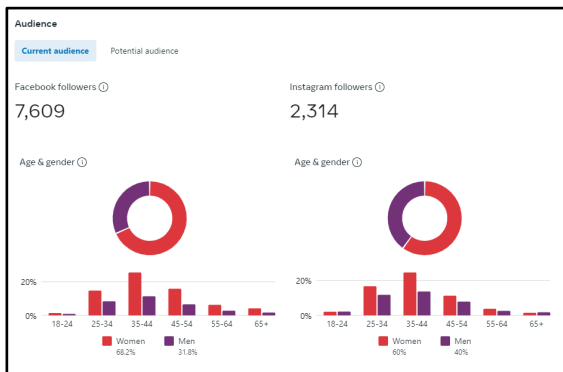 Audience
Current audience Potential audience
Facebook followers
7,609
Instagram followers
2,314
Age & gender
20%
0%
18-24 25-34 35-44 45-54 55-64 65+
Women Men
68.2% 31.8%
Age & gender
20%
0%
18-24 25-34 35-44 45-54 55-64 65+
Women Men
60% 40%